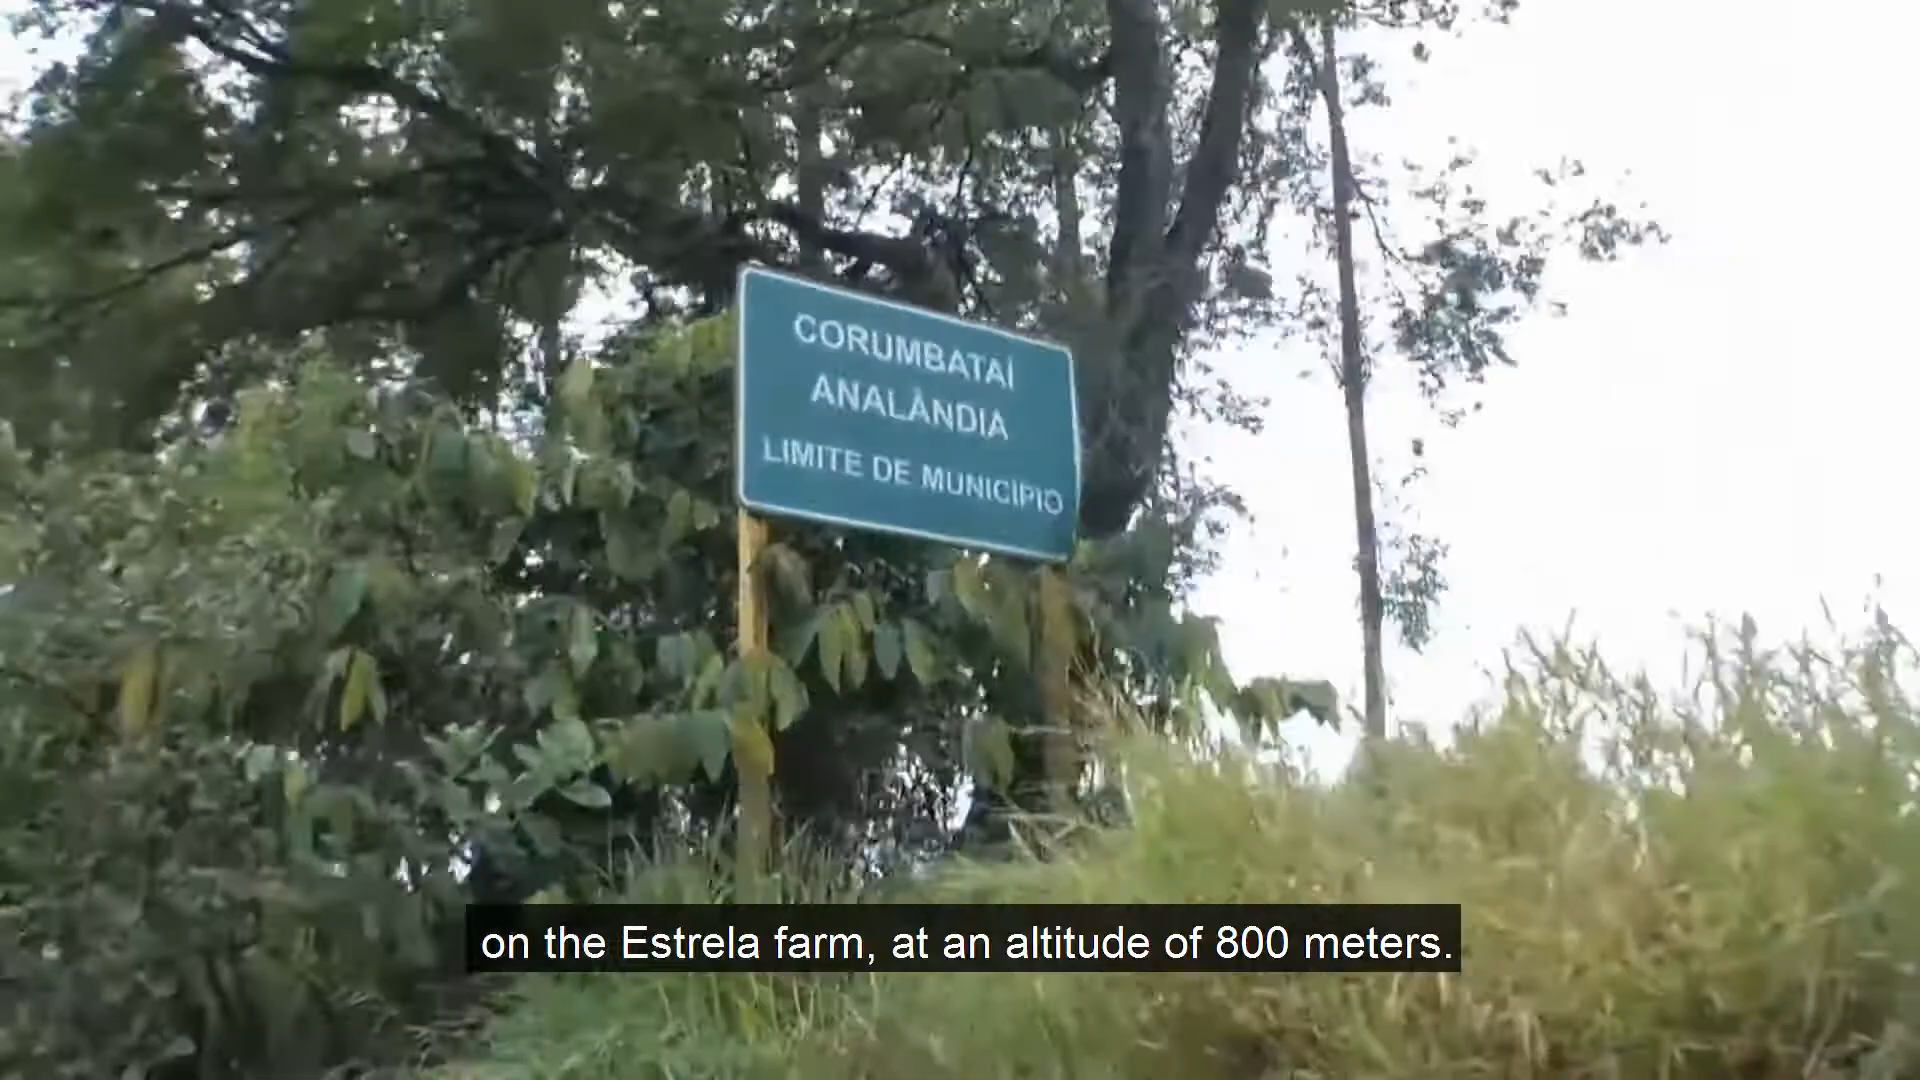 CORUMBATAÍ
ANALÂNDIA
LIMITE DE MUNICÍPIO
on the Estrela farm, at an altitude of 800 meters.